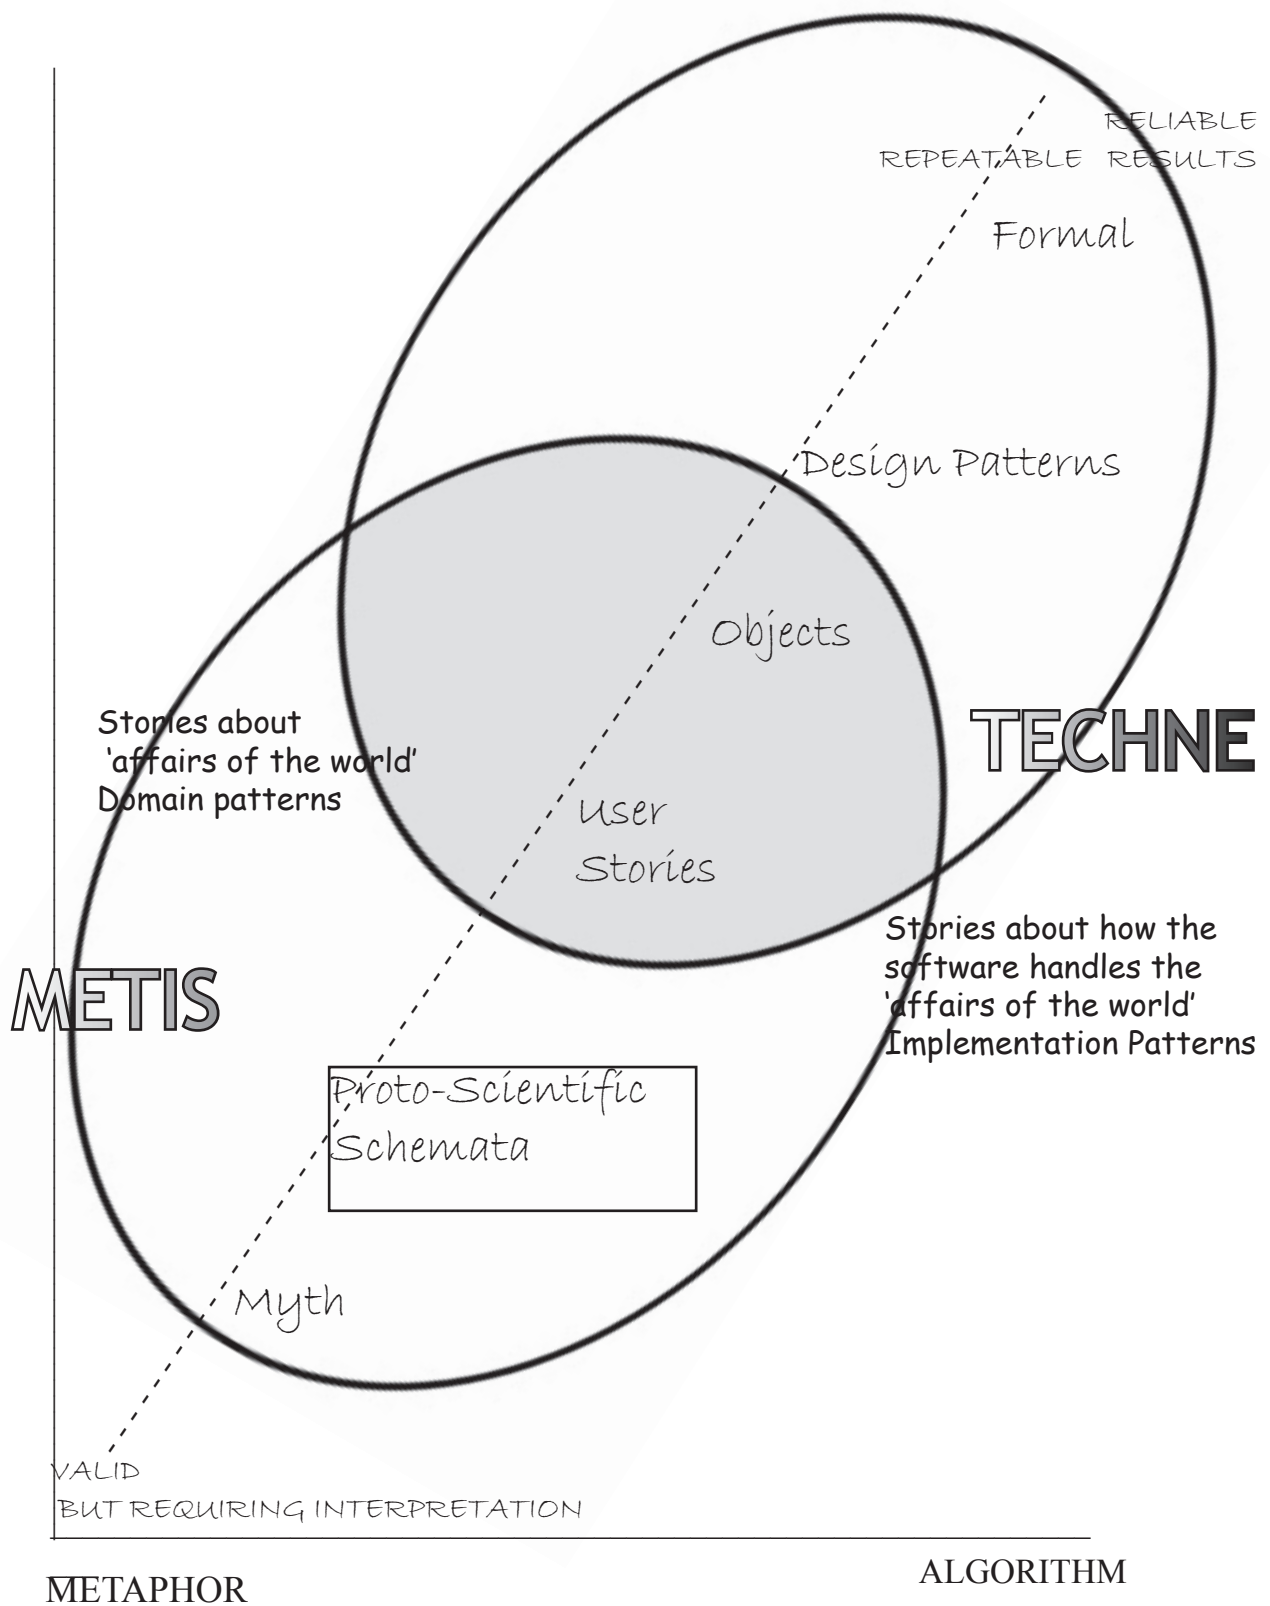 RELIABLE
REPEATABLE RESULTS
Formal
Design Patterns
Objects
Stories about
'affairs of the world'
Domain patterns
TECHNE
User
Stories
Stories about how the
software handles the
'affairs of the world'
Implementation Patterns
METIS
Proto-Scientific
Schemata
Myth
VALID
BUT REQUIRING INTERPRETATION
METAPHOR
ALGORITHM